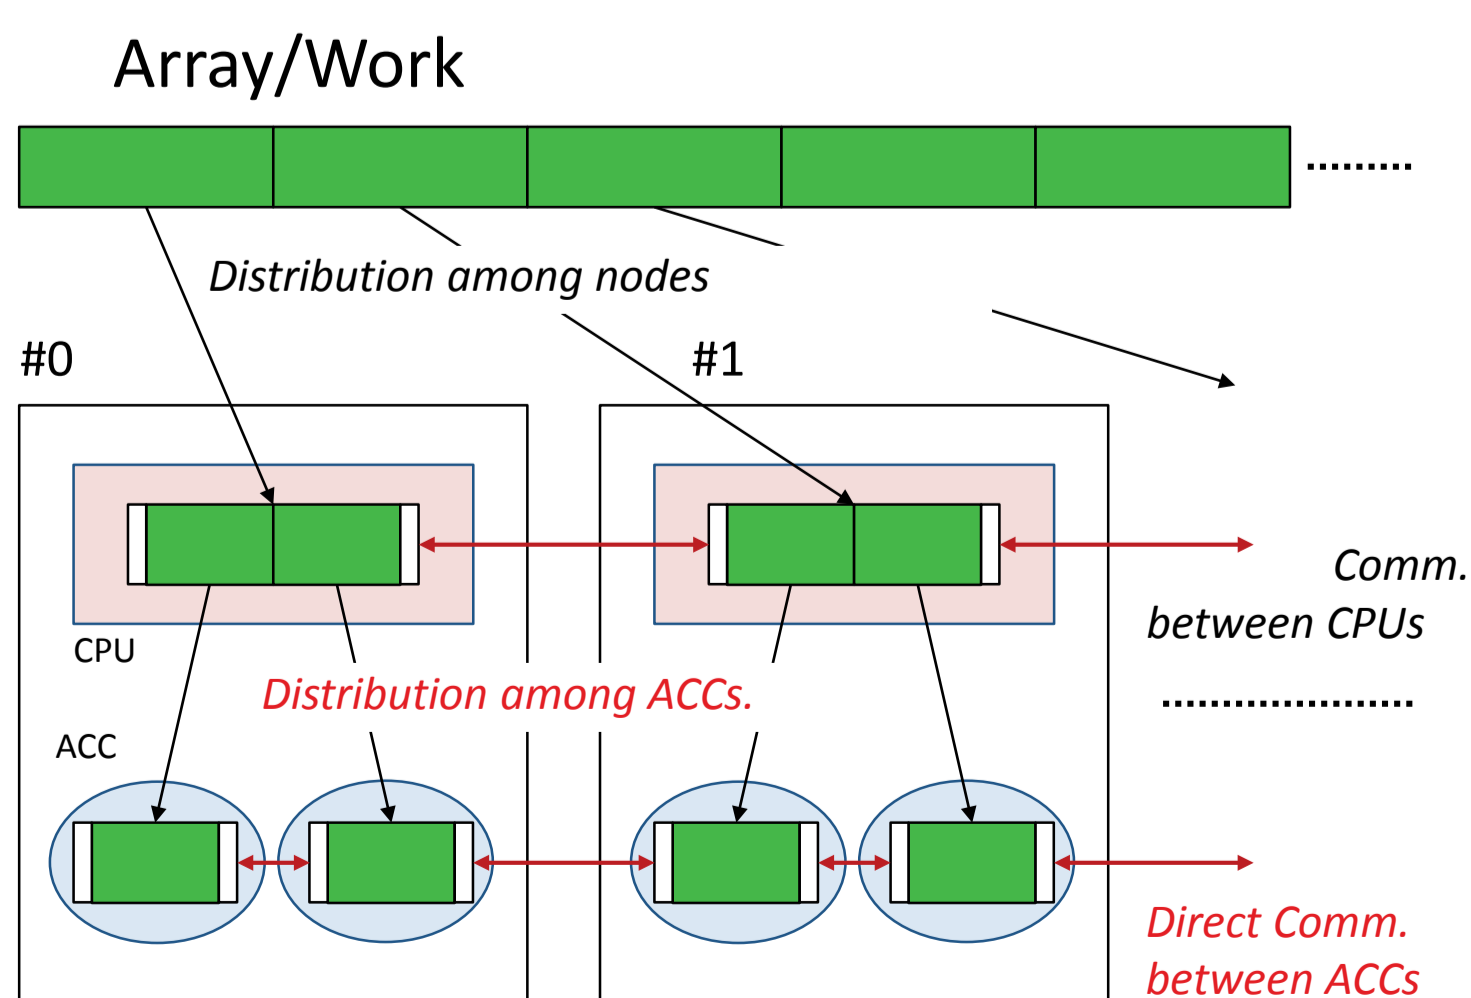 Array/Work
.........
Distribution among nodes
#0
#1
Comm.
between CPUs
CPU
Distribution among ACCs.
.....................
ACC
Direct Comm.
between ACCs